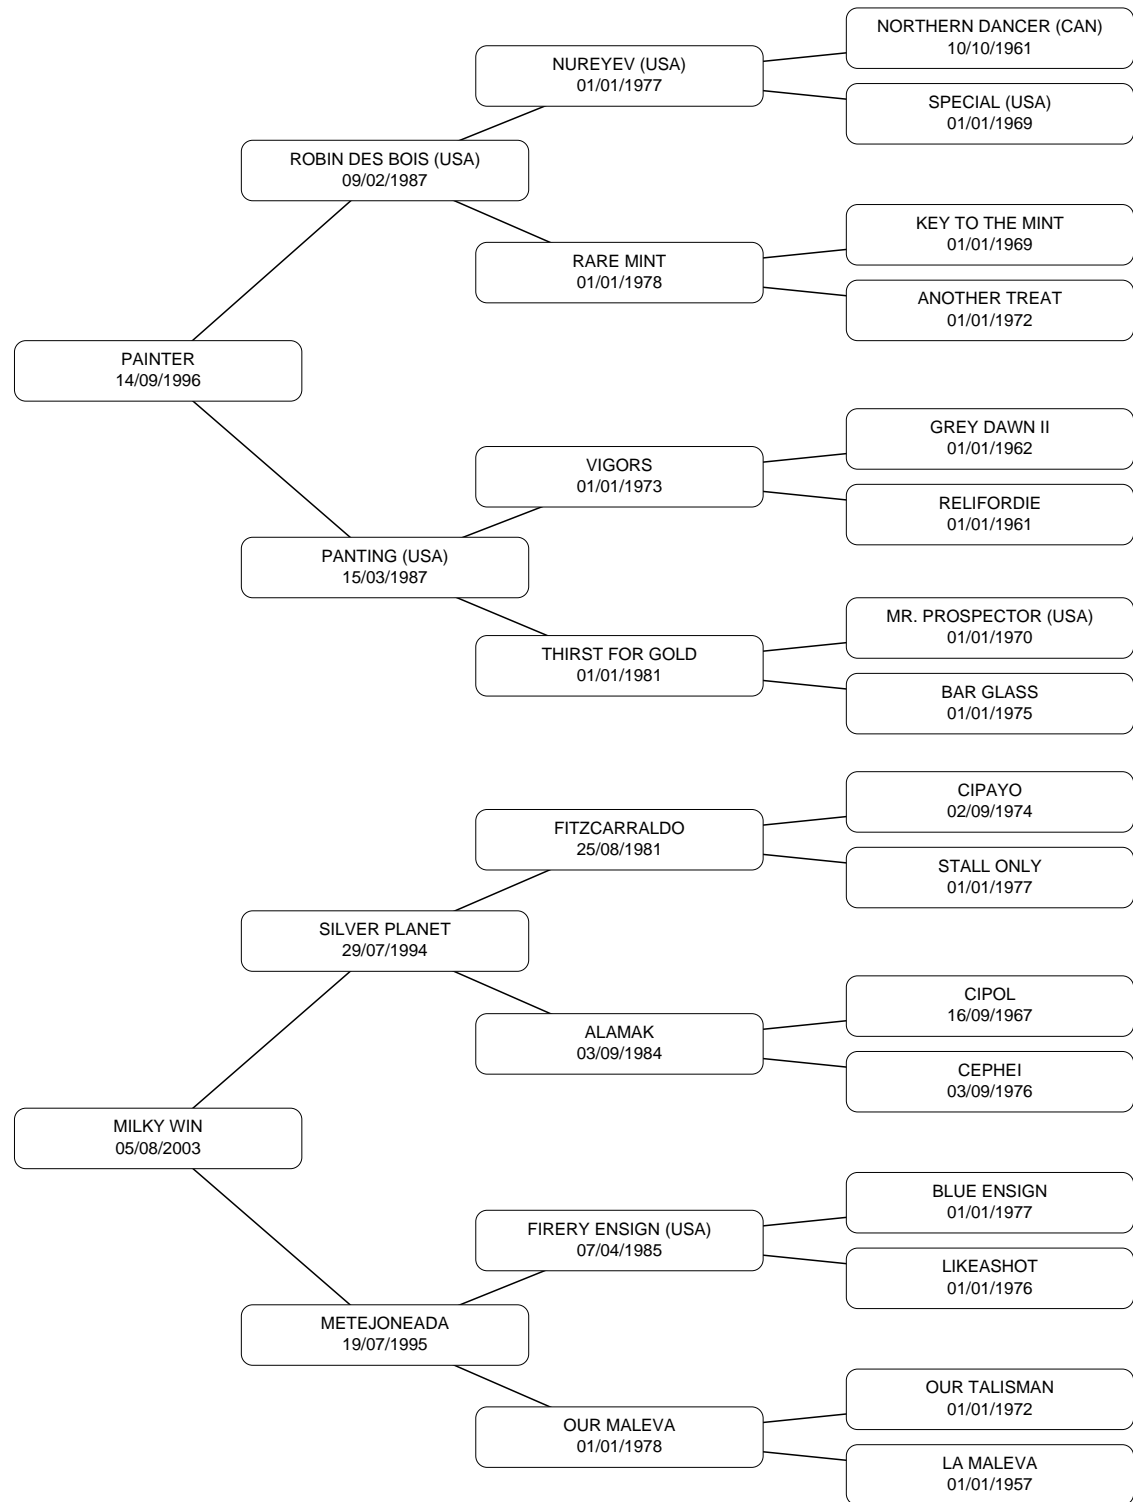 NORTHERN DANCER (CAN)
10/10/1961
NUREYEV (USA)
01/01/1977
SPECIAL (USA)
01/01/1969
ROBIN DES BOIS (USA)
09/02/1987
KEY TO THE MINT
01/01/1969
RARE MINT
01/01/1978
ANOTHER TREAT
01/01/1972
PAINTER
14/09/1996
GREY DAWN II
01/01/1962
VIGORS
01/01/1973
RELIFORDIE
01/01/1961
PANTING (USA)
15/03/1987
MR. PROSPECTOR (USA)
01/01/1970
THIRST FOR GOLD
01/01/1981
BAR GLASS
01/01/1975
CIPAYO
02/09/1974
FITZCARRALDO
25/08/1981
STALL ONLY
01/01/1977
SILVER PLANET
29/07/1994
CIPOL
16/09/1967
ALAMAK
03/09/1984
CEPHEI
03/09/1976
MILKY WIN
05/08/2003
BLUE ENSIGN
01/01/1977
FIRERY ENSIGN (USA)
07/04/1985
LIKEASHOT
01/01/1976
METEJONEADA
19/07/1995
OUR TALISMAN
01/01/1972
OUR MALEVA
01/01/1978
LA MALEVA
01/01/1957